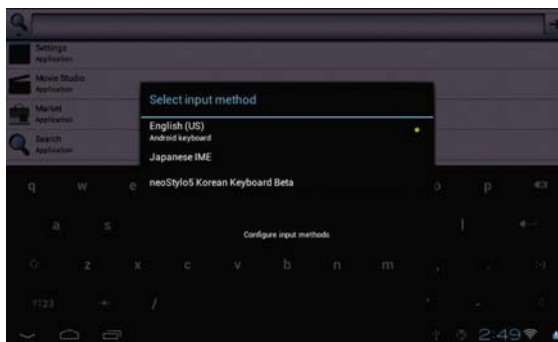 Settings
Application
Movie Studio
Application
Market
Application
Search
Application
Select input method
English (US)
Android keyboard
Japanese IME
neoStylo5 Korean Keyboard Beta
Configure input methods
q w e o p
a s l
z x c v b n m ,
?123 /
2:49